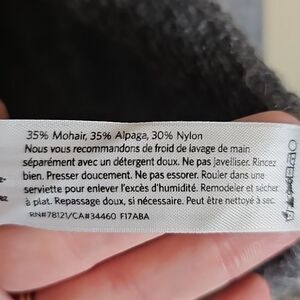 35% Mohair, 35% Alpaga, 30% Nylon
Nous vous recommandons de froid de lavage de main
séparément avec un détergent doux. Ne pas javelliser. Rincez
bien. Presser doucement. Ne pas essorer. Rouler dans une
serviette pour enlever l'excès d'humidité. Remodeler et sécher
à plat. Repassage doux, si nécessaire. Peut être nettoyé à sec.
RN#78121/CA#34460 F17ABA